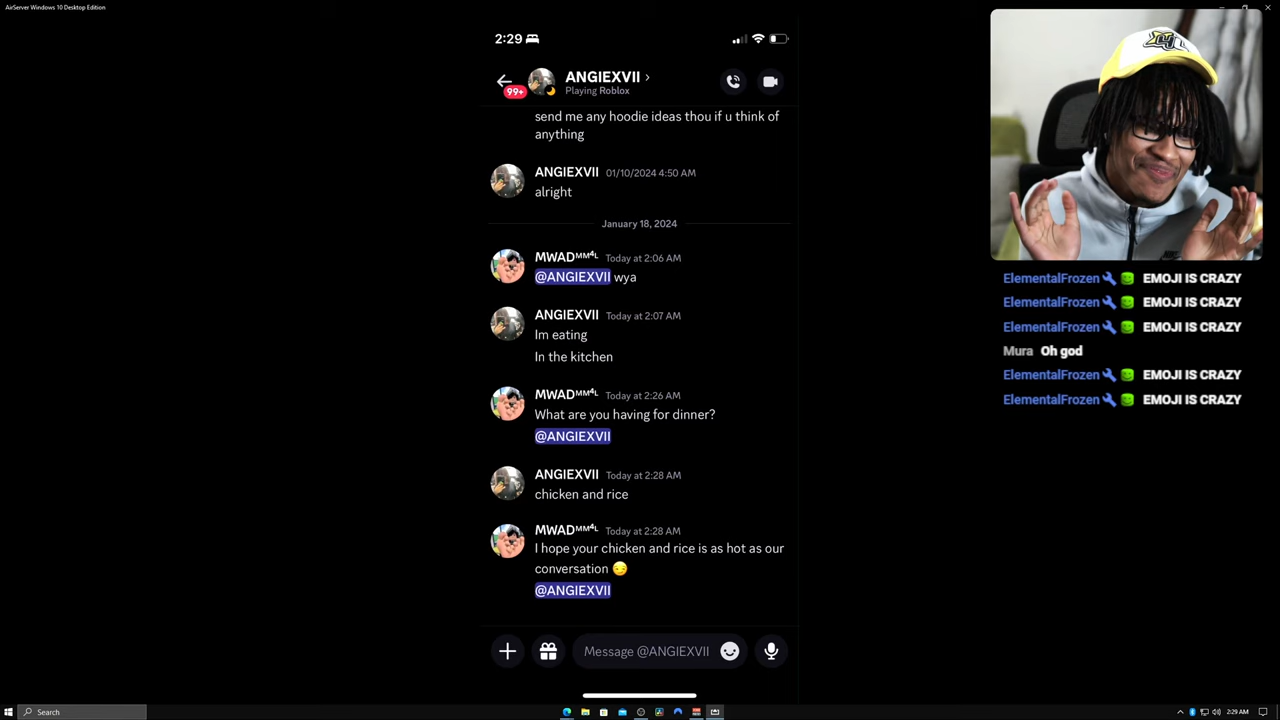 AirServer Windows 10 Desktop Edition
2:29
ANGIEXVII
99+
Playing Roblox
send me any hoodie ideas thou if u think of
anything
ANGIEXVII 01/10/2024 4:50 AM
alright
January 18, 2024
MWADᴹᴹ⁴ᴸ Today at 2:06 AM
@ANGIEXVII wya
ANGIEXVII Today at 2:07 AM
Im eating
In the kitchen
MWADᴹᴹ⁴ᴸ Today at 2:26 AM
What are you having for dinner?
@ANGIEXVII
ANGIEXVII Today at 2:28 AM
chicken and rice
MWADᴹᴹ⁴ᴸ Today at 2:28 AM
I hope your chicken and rice is as hot as our
conversation 😏
@ANGIEXVII
Message @ANGIEXVII
ElementalFrozen EMOJI IS CRAZY
ElementalFrozen EMOJI IS CRAZY
ElementalFrozen EMOJI IS CRAZY
Mura Oh god
ElementalFrozen EMOJI IS CRAZY
ElementalFrozen EMOJI IS CRAZY
Search
2:29 AM